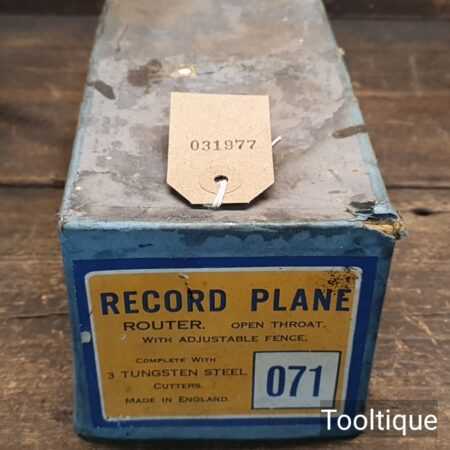 031977
RECORD PLANE
ROUTER. OPEN THROAT.
WITH ADJUSTABLE FENCE.
COMPLETE WITH
3 TUNGSTEN STEEL
CUTTERS.
MADE IN ENGLAND.
071
Tooltique